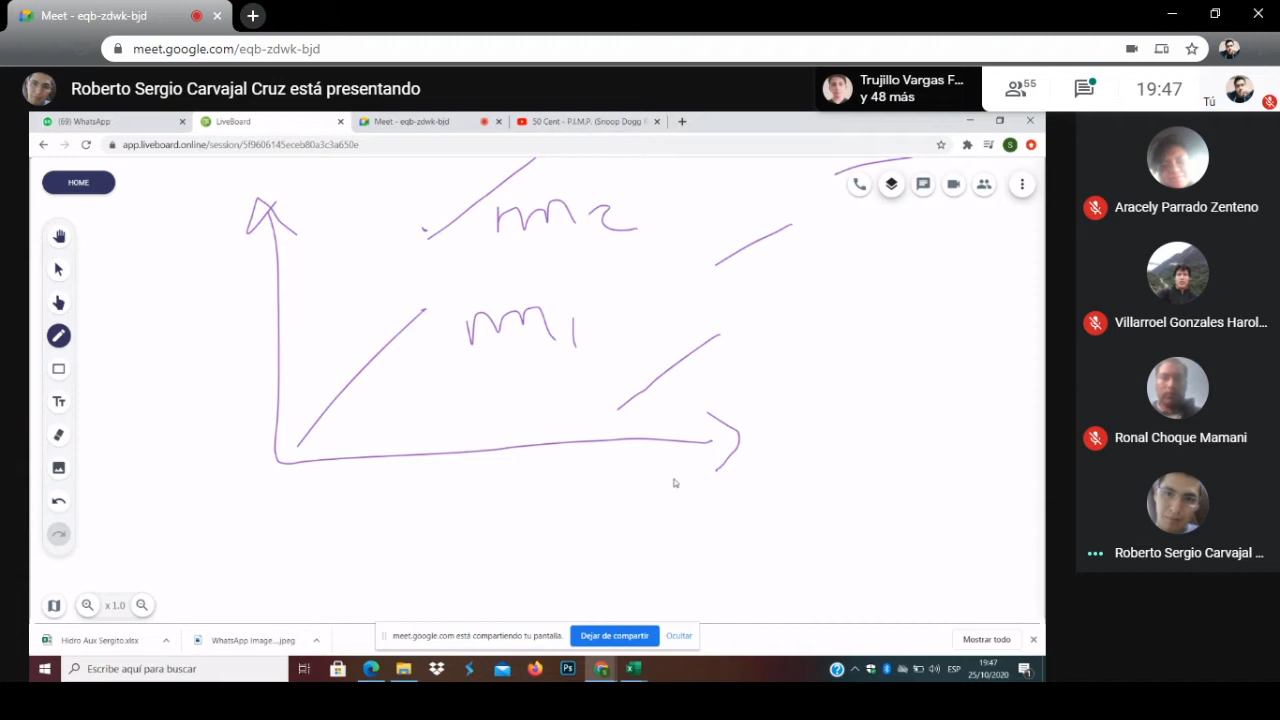 Meet - eqb-zdwk-bjd
meet.google.com/eqb-zdwk-bjd
Roberto Sergio Carvajal Cruz está presentando
Trujillo Vargas F...
y 48 más
55
19:47
Tú
(69) WhatsApp
LiveBoard
Meet - eqb-zdwk-bjd
50 Cent - P.I.M.P. (Snoop Dogg R
app.liveboard.online/session/5f9606145eceb80a3c3a650e
S
HOME
m2
m1
Tт
x 1.0
Aracely Parrado Zenteno
Villarroel Gonzales Harol...
Ronal Choque Mamani
Roberto Sergio Carvajal ...
Hidro Aux Sergito.xlsx
WhatsApp Image....jpeg
meet.google.com está compartiendo tu pantalla.
Dejar de compartir
Ocultar
Mostrar todo
Escribe aquí para buscar
Ps
ESP
19:47
25/10/2020
1